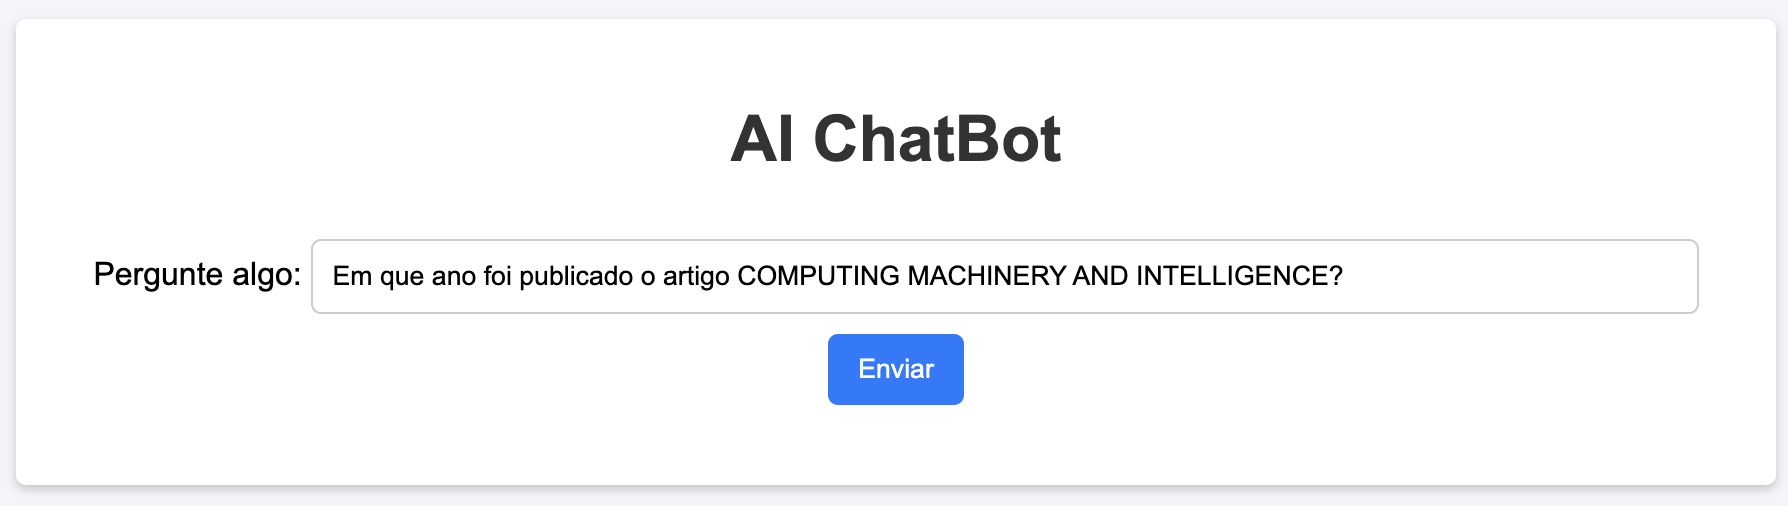 AI ChatBot
Pergunte algo: Em que ano foi publicado o artigo COMPUTING MACHINERY AND INTELLIGENCE?
Enviar